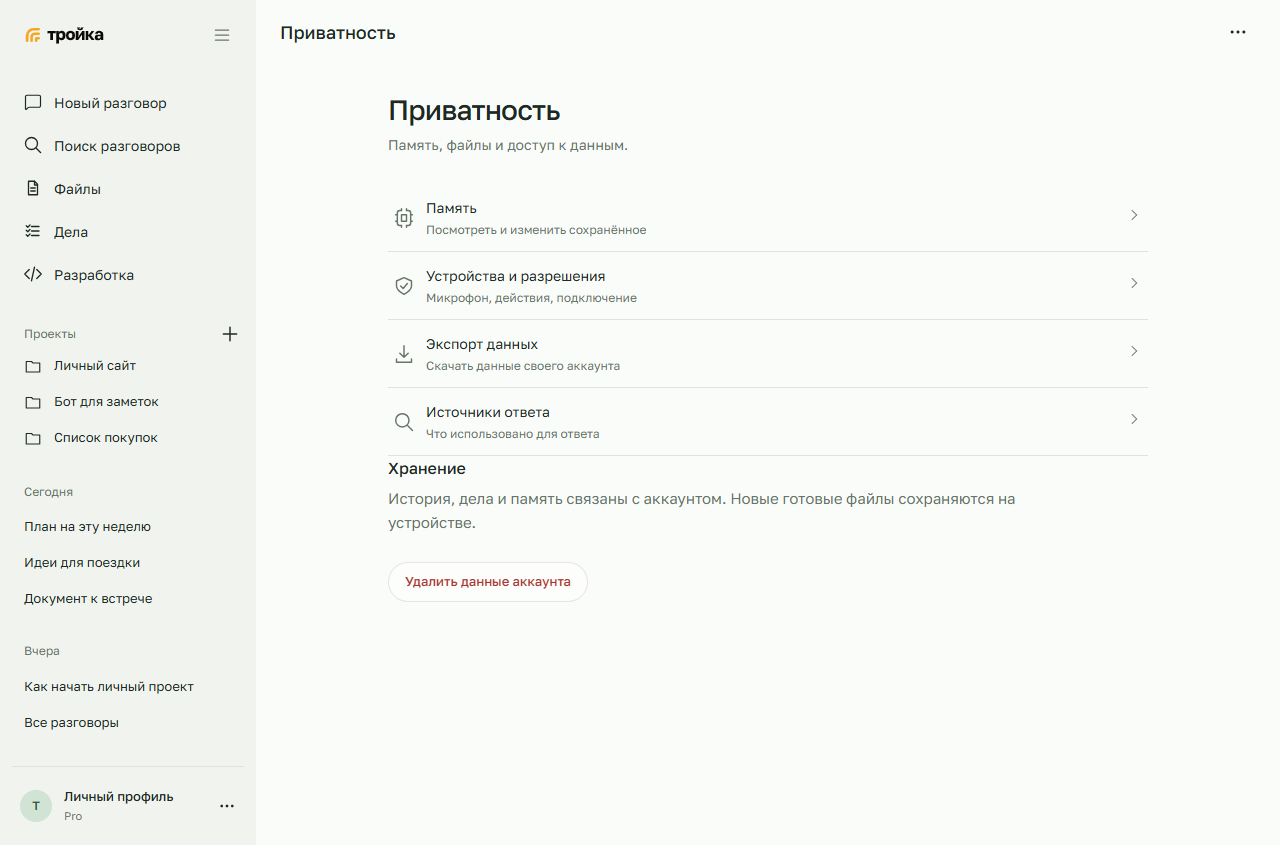 тройка
Приватность
Новый разговор
Поиск разговоров
Файлы
Дела
Разработка
Проекты
Личный сайт
Бот для заметок
Список покупок
Сегодня
План на эту неделю
Идеи для поездки
Документ к встрече
Вчера
Как начать личный проект
Все разговоры
Т
Личный профиль
Pro
Приватность
Память, файлы и доступ к данным.
Память
Посмотреть и изменить сохранённое
Устройства и разрешения
Микрофон, действия, подключение
Экспорт данных
Скачать данные своего аккаунта
Источники ответа
Что использовано для ответа
Хранение
История, дела и память связаны с аккаунтом. Новые готовые файлы сохраняются на
устройстве.
Удалить данные аккаунта